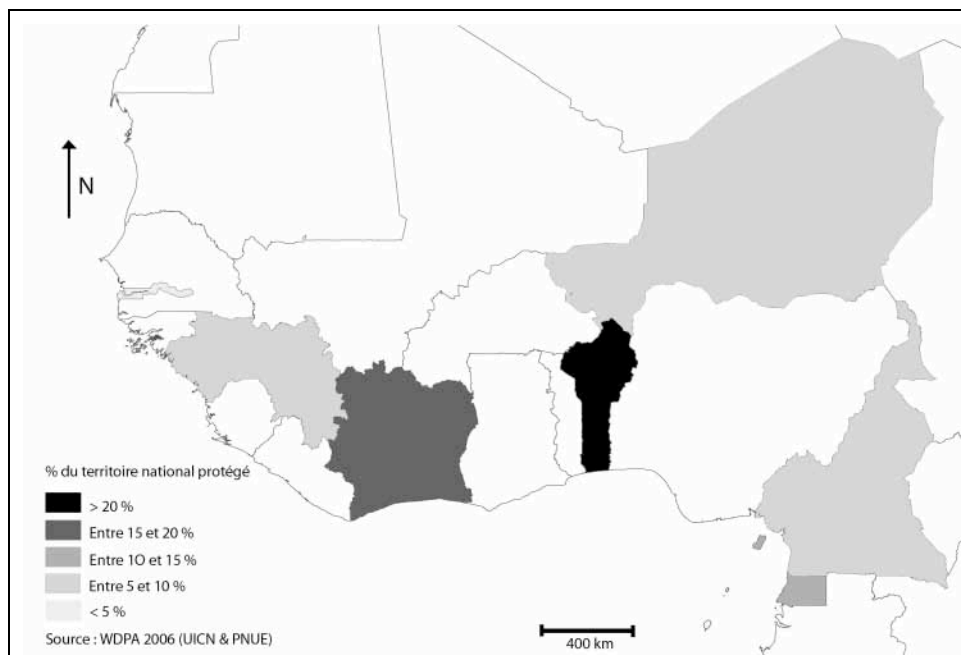 N
% du territoire national protégé
> 20 %
Entre 15 et 20 %
Entre 1O et 15 %
Entre 5 et 10 %
< 5 %
Source : WDPA 2006 (UICN & PNUE)
400 km